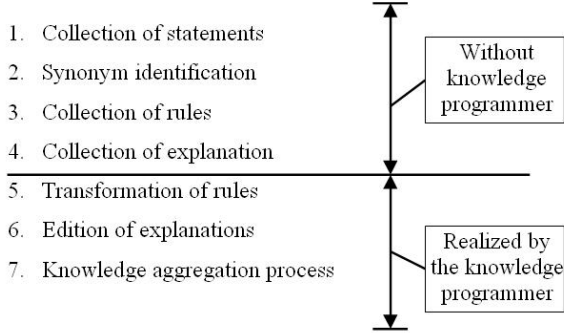 1. Collection of statements
2. Synonym identification
3. Collection of rules
4. Collection of explanation
Without
knowledge
programmer
5. Transformation of rules
6. Edition of explanations
7. Knowledge aggregation process
Realized by
the knowledge
programmer